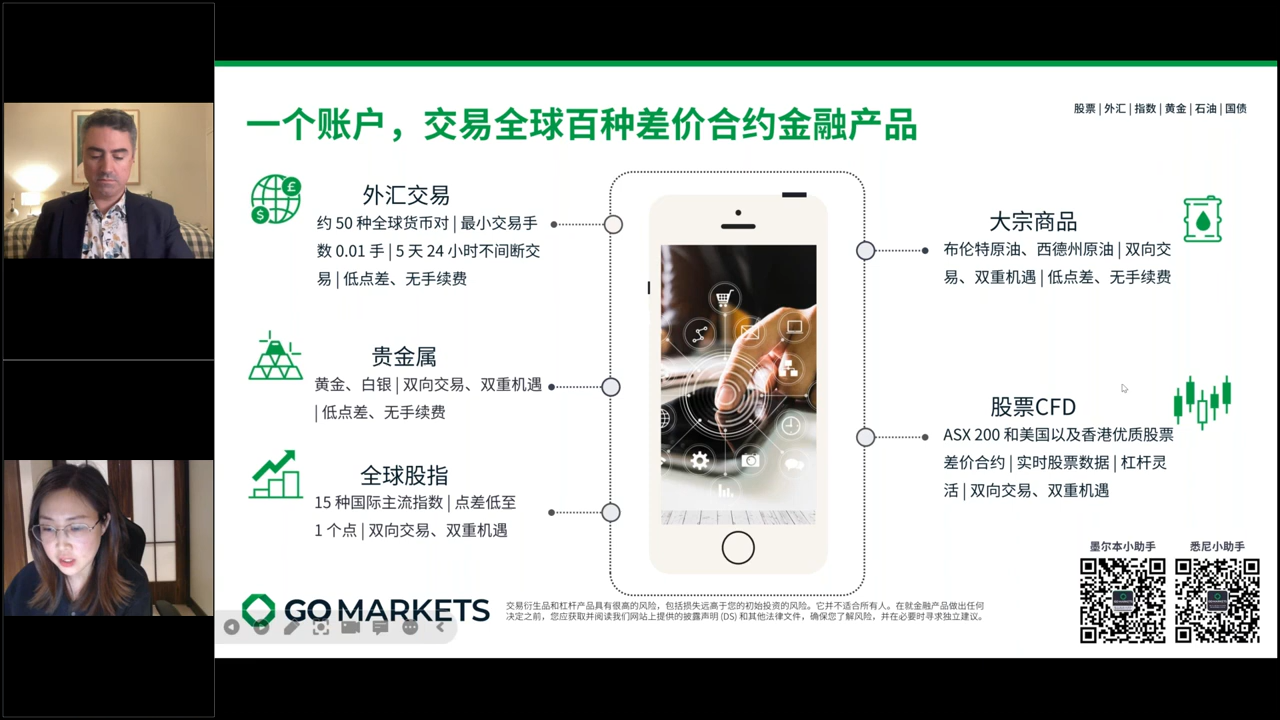 一个账户，交易全球百种差价合约金融产品
股票 | 外汇 | 指数 | 黄金 | 石油 | 国债
外汇交易
约 50 种全球货币对 | 最小交易手
数 0.01 手 | 5 天 24 小时不间断交
易 | 低点差、无手续费
贵金属
黄金、白银 | 双向交易、双重机遇
| 低点差、无手续费
全球股指
15 种国际主流指数 | 点差低至
1 个点 | 双向交易、双重机遇
大宗商品
布伦特原油、西德州原油 | 双向交
易、双重机遇 | 低点差、无手续费
股票CFD
ASX 200 和美国以及香港优质股票
差价合约 | 实时股票数据 | 杠杆灵
活 | 双向交易、双重机遇
墨尔本小助手
悉尼小助手
GO MARKETS
交易衍生品和杠杆产品具有很高的风险，包括损失远高于您的初始投资的风险。它并不适合所有人。在就金融产品做出任何
决定之前，您应获取并阅读我们网站上提供的披露声明 (DS) 和其他法律文件，确保您了解风险，并在必要时寻求独立建议。